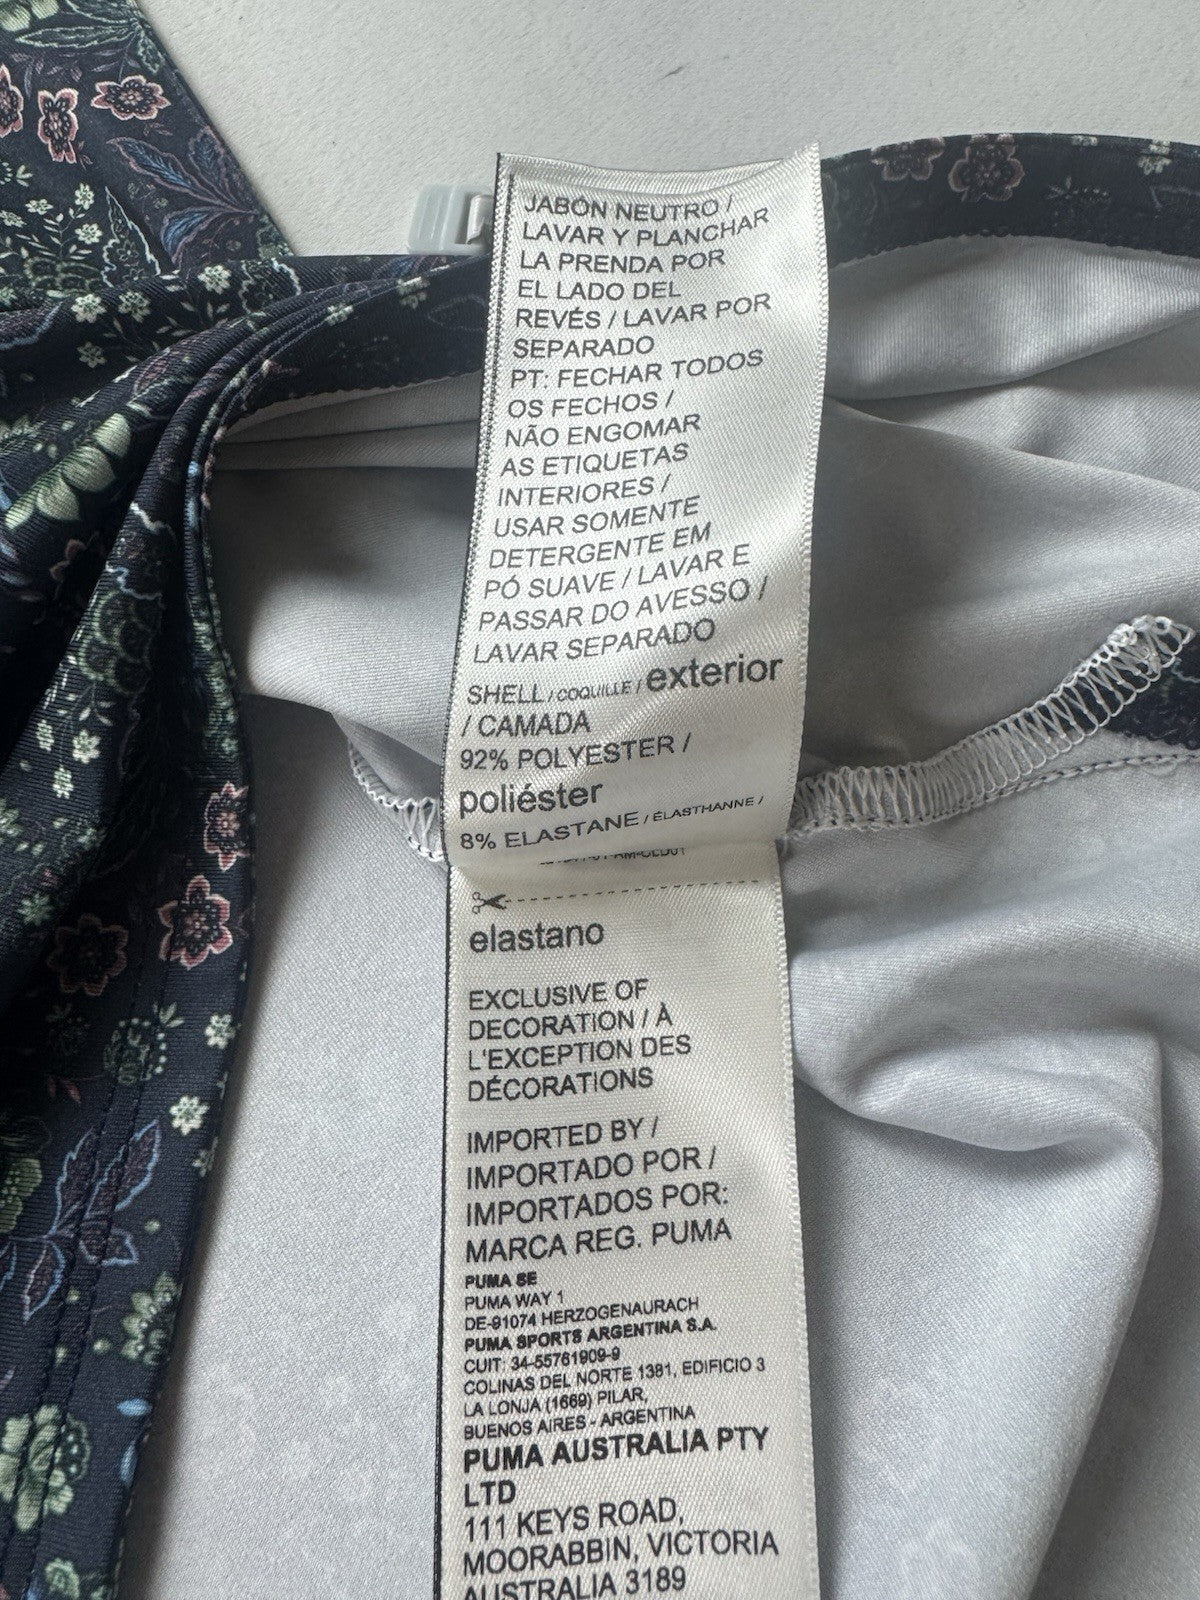 JABÓN NEUTRO /
LAVAR Y PLANCHAR
LA PRENDA POR
EL LADO DEL
REVÉS / LAVAR POR
SEPARADO
PT: FECHAR TODOS
OS FECHOS /
NÃO ENGOMAR
AS ETIQUETAS
INTERIORES /
USAR SOMENTE
DETERGENTE EM
PÓ SUAVE / LAVAR E
PASSAR DO AVESSO /
LAVAR SEPARADO
SHELL / COQUILLE / exterior
/ CAMADA
92% POLYESTER /
poliéster
8% ELASTANE / ÉLASTHANNE /
elastano
EXCLUSIVE OF
DECORATION / À
L'EXCEPTION DES
DÉCORATIONS
IMPORTED BY /
IMPORTADO POR /
IMPORTADOS POR:
MARCA REG. PUMA
PUMA SE
PUMA WAY 1
DE-91074 HERZOGENAURACH
PUMA SPORTS ARGENTINA S.A.
CUIT: 34-55761909-9
COLINAS DEL NORTE 1381, EDIFICIO 3
LA LONJA (1669) PILAR,
BUENOS AIRES - ARGENTINA
PUMA AUSTRALIA PTY
LTD
111 KEYS ROAD,
MOORABBIN, VICTORIA
AUSTRALIA 3189